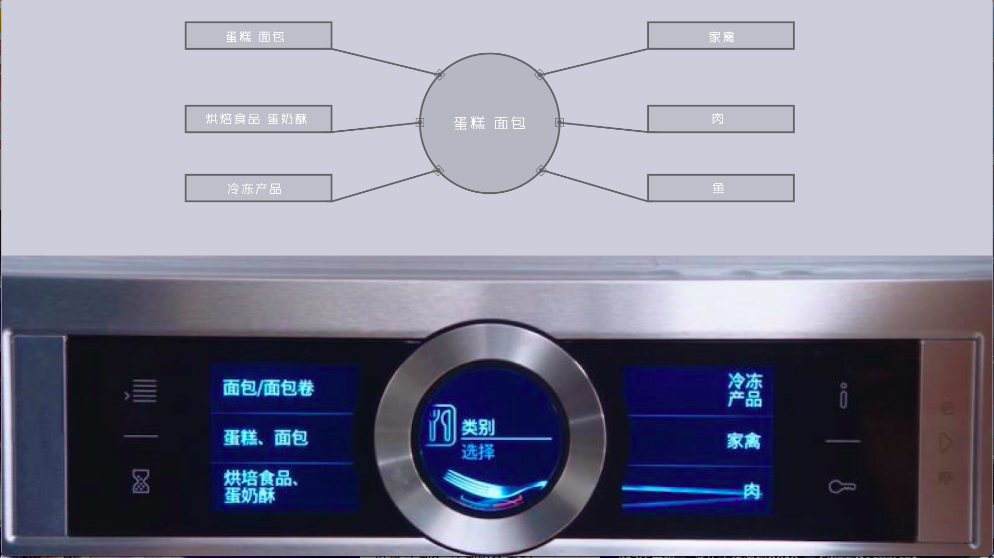 蛋糕 面包
家禽
烘焙食品 蛋奶酥
蛋糕 面包
肉
冷冻产品
鱼
面包/面包卷
蛋糕、面包
烘培食品、
蛋奶酥
类别
选择
冷冻
产品
家禽
肉